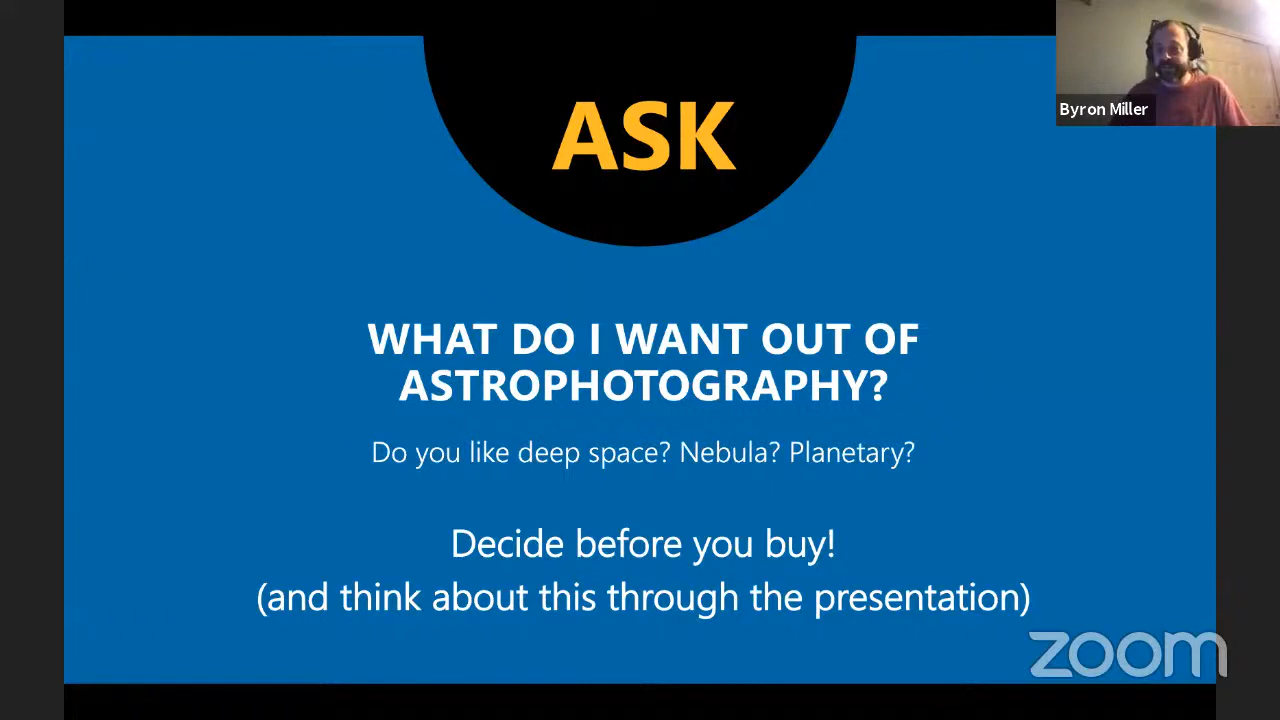 ASK
Byron Miller
WHAT DO I WANT OUT OF
ASTROPHOTOGRAPHY?
Do you like deep space? Nebula? Planetary?
Decide before you buy!
(and think about this through the presentation)
zoom